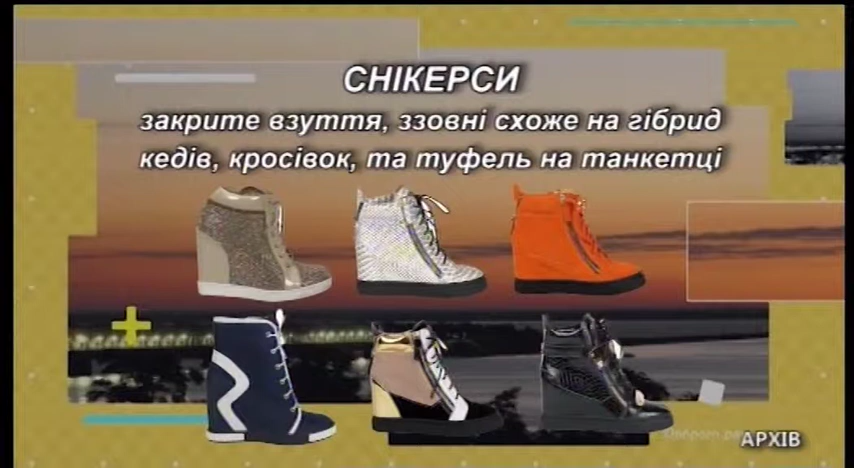 СНІКЕРСИ
закрите взуття, ззовні схоже на гібрид
кедів, кросівок, та туфель на танкетці
АРХІВ